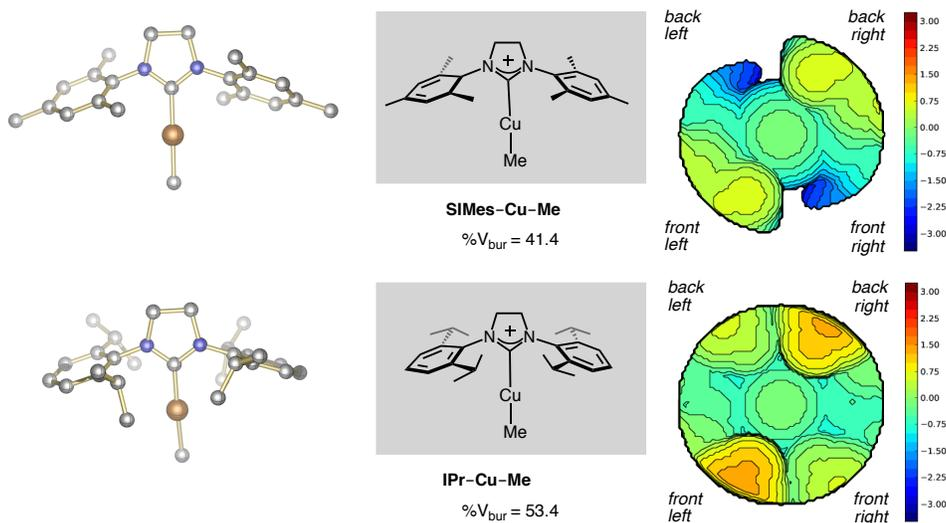 back
left
back
right
3.00
2.25
1.50
0.75
0.00
−0.75
−1.50
−2.25
−3.00
front
left
front
right
N
+
N
Cu
Me
SIMes−Cu−Me
%Vbur = 41.4
back
left
back
right
3.00
2.25
1.50
0.75
0.00
−0.75
−1.50
−2.25
−3.00
front
left
front
right
N
+
N
Cu
Me
IPr−Cu−Me
%Vbur = 53.4